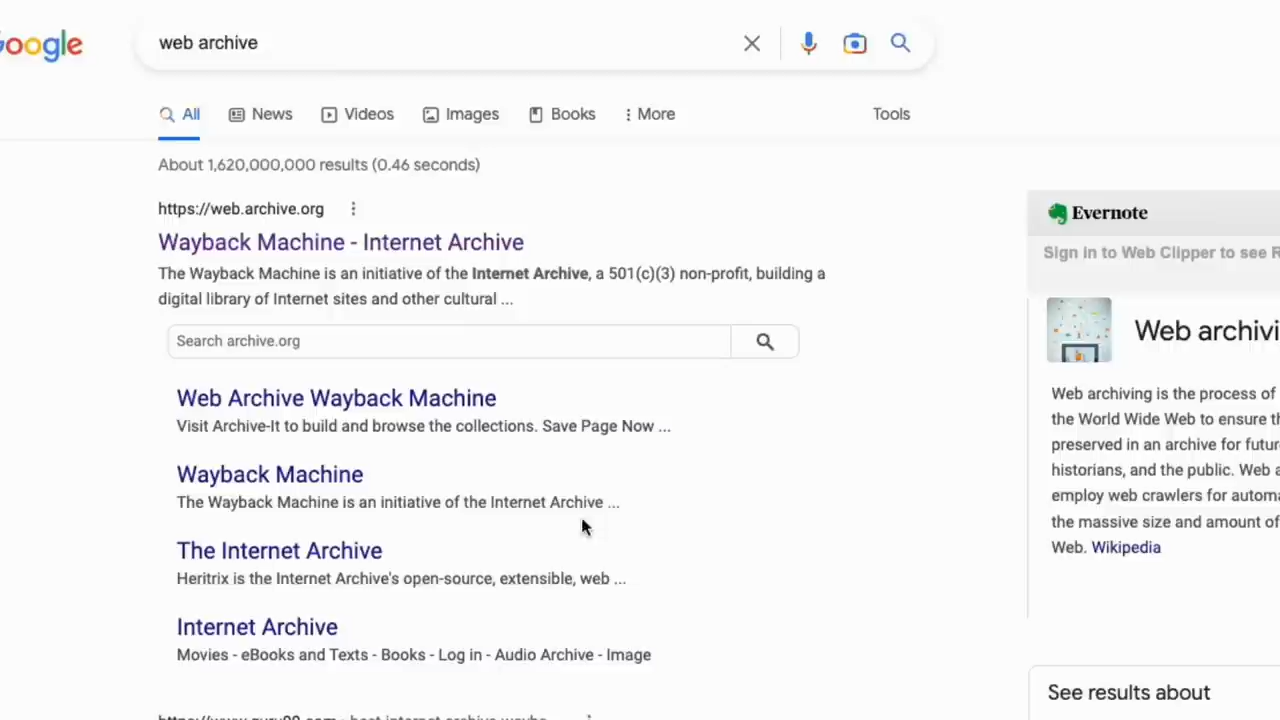 Google
web archive
All News Videos Images Books More Tools
About 1,620,000,000 results (0.46 seconds)
https://web.archive.org
Wayback Machine - Internet Archive
The Wayback Machine is an initiative of the Internet Archive, a 501(c)(3) non-profit, building a
digital library of Internet sites and other cultural ...
Search archive.org
Web Archive Wayback Machine
Visit Archive-It to build and browse the collections. Save Page Now ...
Wayback Machine
The Wayback Machine is an initiative of the Internet Archive ...
The Internet Archive
Heritrix is the Internet Archive's open-source, extensible, web ...
Internet Archive
Movies - eBooks and Texts - Books - Log in - Audio Archive - Image
Evernote
Sign in to Web Clipper to see R
Web archivi
Web archiving is the process of
the World Wide Web to ensure th
preserved in an archive for futur
historians, and the public. Web a
employ web crawlers for automa
the massive size and amount of
Web. Wikipedia
See results about